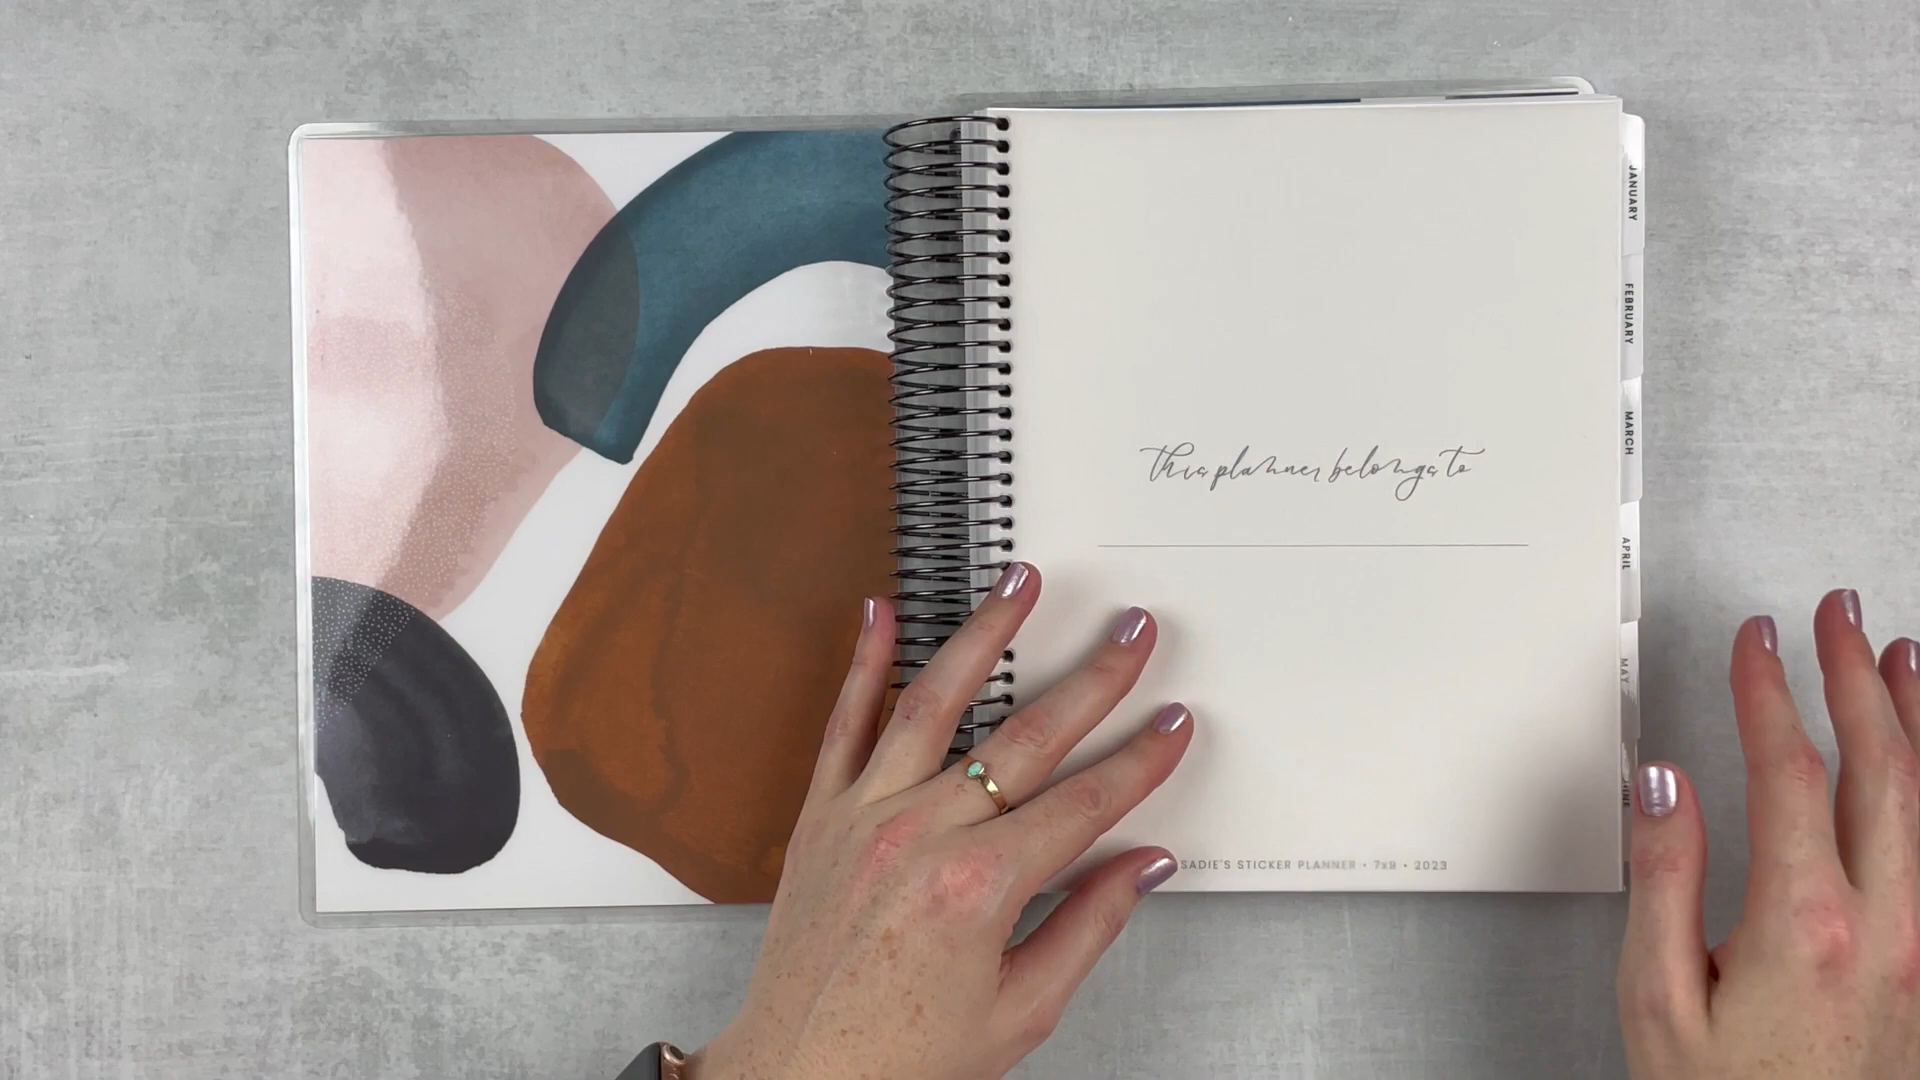 this planner belongs to
SADIE'S STICKER PLANNER • 7x9 • 2023
JANUARY
FEBRUARY
MARCH
APRIL
MAY